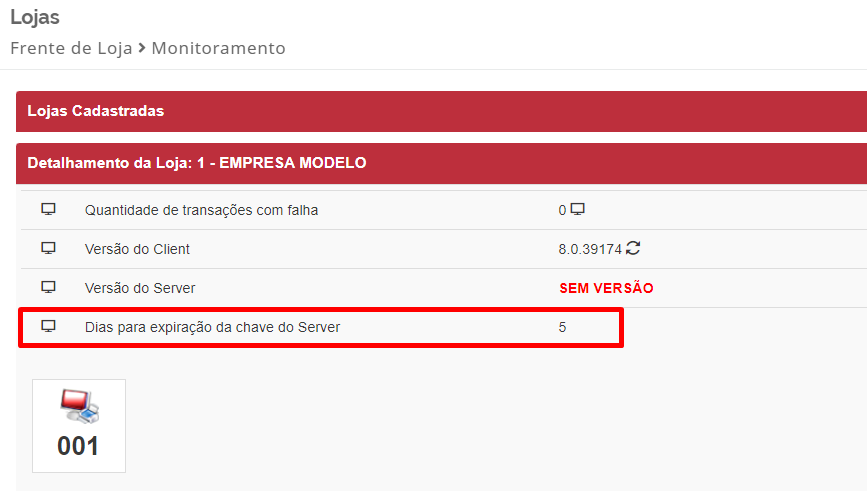 Lojas
Frente de Loja > Monitoramento
Lojas Cadastradas
Detalhamento da Loja: 1 - EMPRESA MODELO
Quantidade de transações com falha 0
Versão do Client 8.0.39174
Versão do Server SEM VERSÃO
Dias para expiração da chave do Server 5
001